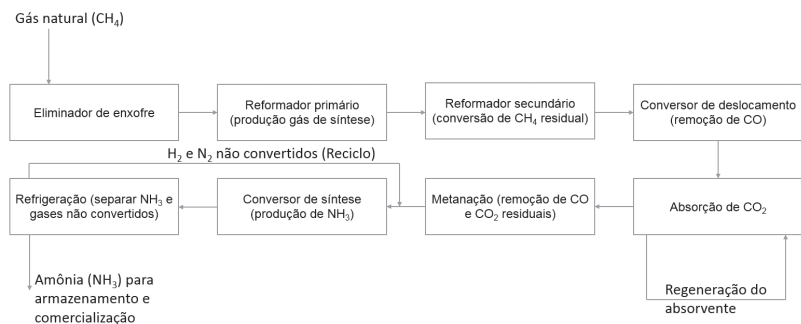 Gás natural (CH₄)
Eliminador de enxofre
Reformador primário
(produção gás de síntese)
Reformador secundário
(conversão de CH₄ residual)
Conversor de deslocamento
(remoção de CO)
H₂ e N₂ não convertidos (Reciclo)
Refrigeração (separar NH₃ e
gases não convertidos)
Conversor de síntese
(produção de NH₃)
Metanação (remoção de CO
e CO₂ residuais)
Absorção de CO₂
Amônia (NH₃) para
armazenamento e
comercialização
Regeneração do
absorvente